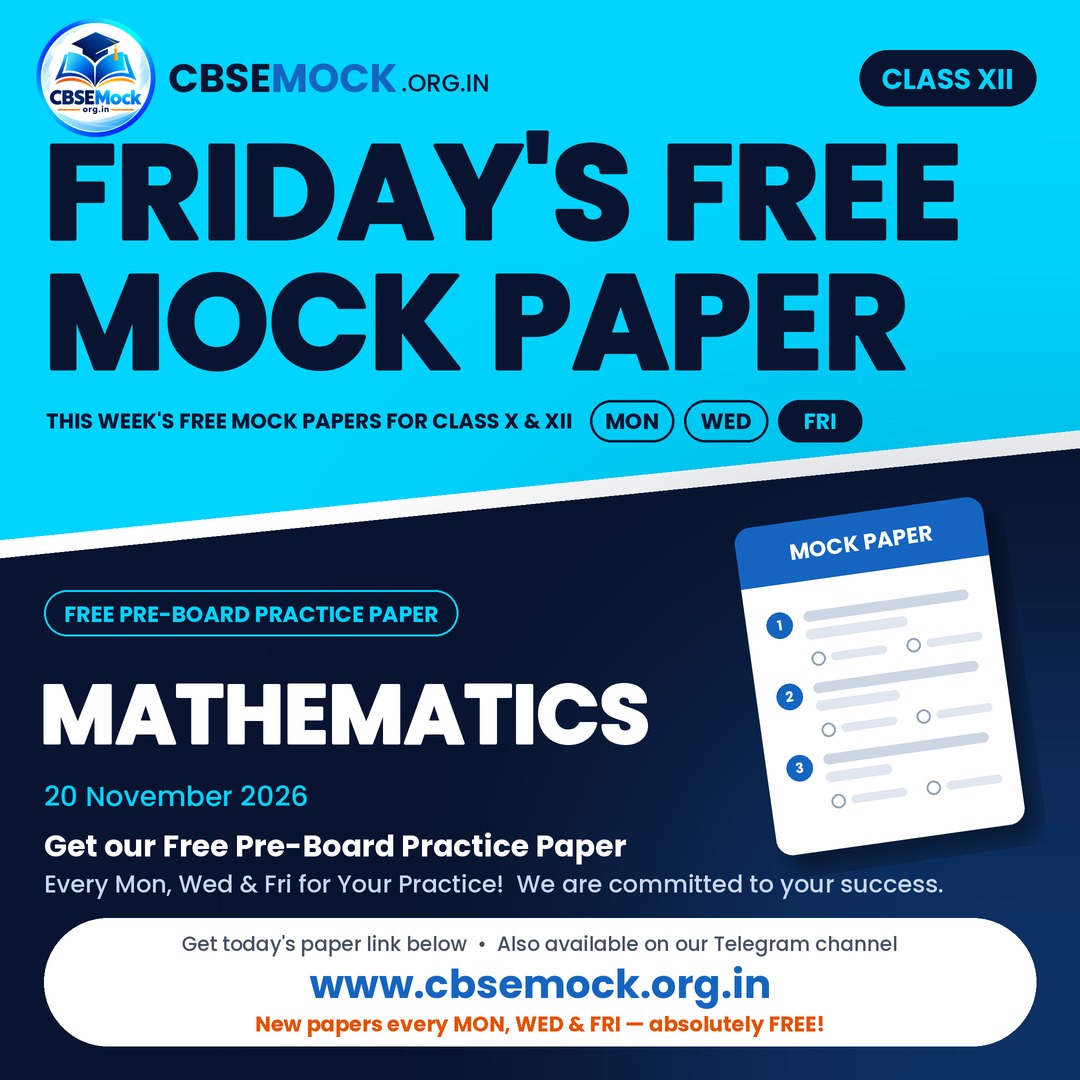 CBSEMock
org.in
CBSEMOCK.ORG.IN
CLASS XII
FRIDAY'S FREE
MOCK PAPER
THIS WEEK'S FREE MOCK PAPERS FOR CLASS X & XII MON WED FRI
MOCK PAPER
1
2
3
FREE PRE-BOARD PRACTICE PAPER
MATHEMATICS
20 November 2026
Get our Free Pre-Board Practice Paper
Every Mon, Wed & Fri for Your Practice! We are committed to your success.
Get today's paper link below • Also available on our Telegram channel
www.cbsemock.org.in
New papers every MON, WED & FRI — absolutely FREE!